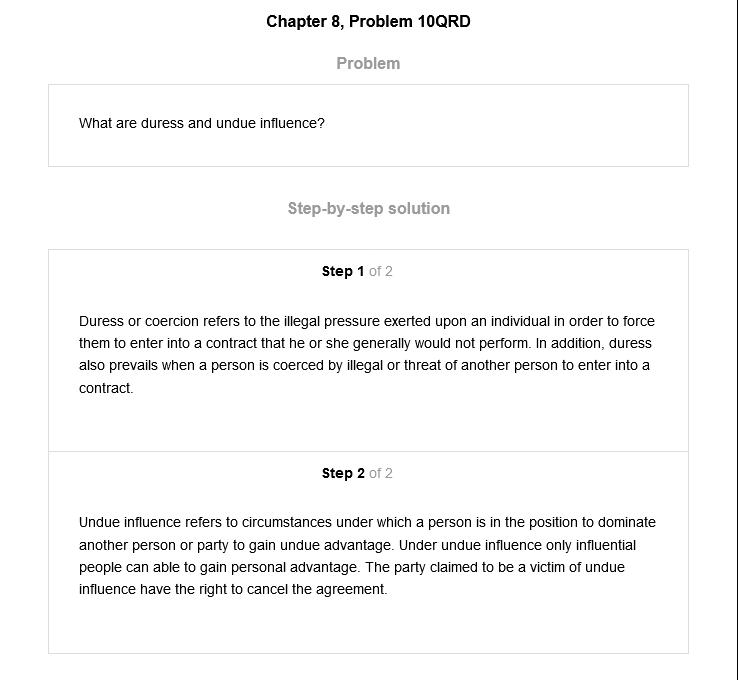 Chapter 8, Problem 10QRD
Problem
What are duress and undue influence?
Step-by-step solution
Step 1 of 2
Duress or coercion refers to the illegal pressure exerted upon an individual in order to force
them to enter into a contract that he or she generally would not perform. In addition, duress
also prevails when a person is coerced by illegal or threat of another person to enter into a
contract.
Step 2 of 2
Undue influence refers to circumstances under which a person is in the position to dominate
another person or party to gain undue advantage. Under undue influence only influential
people can able to gain personal advantage. The party claimed to be a victim of undue
influence have the right to cancel the agreement.